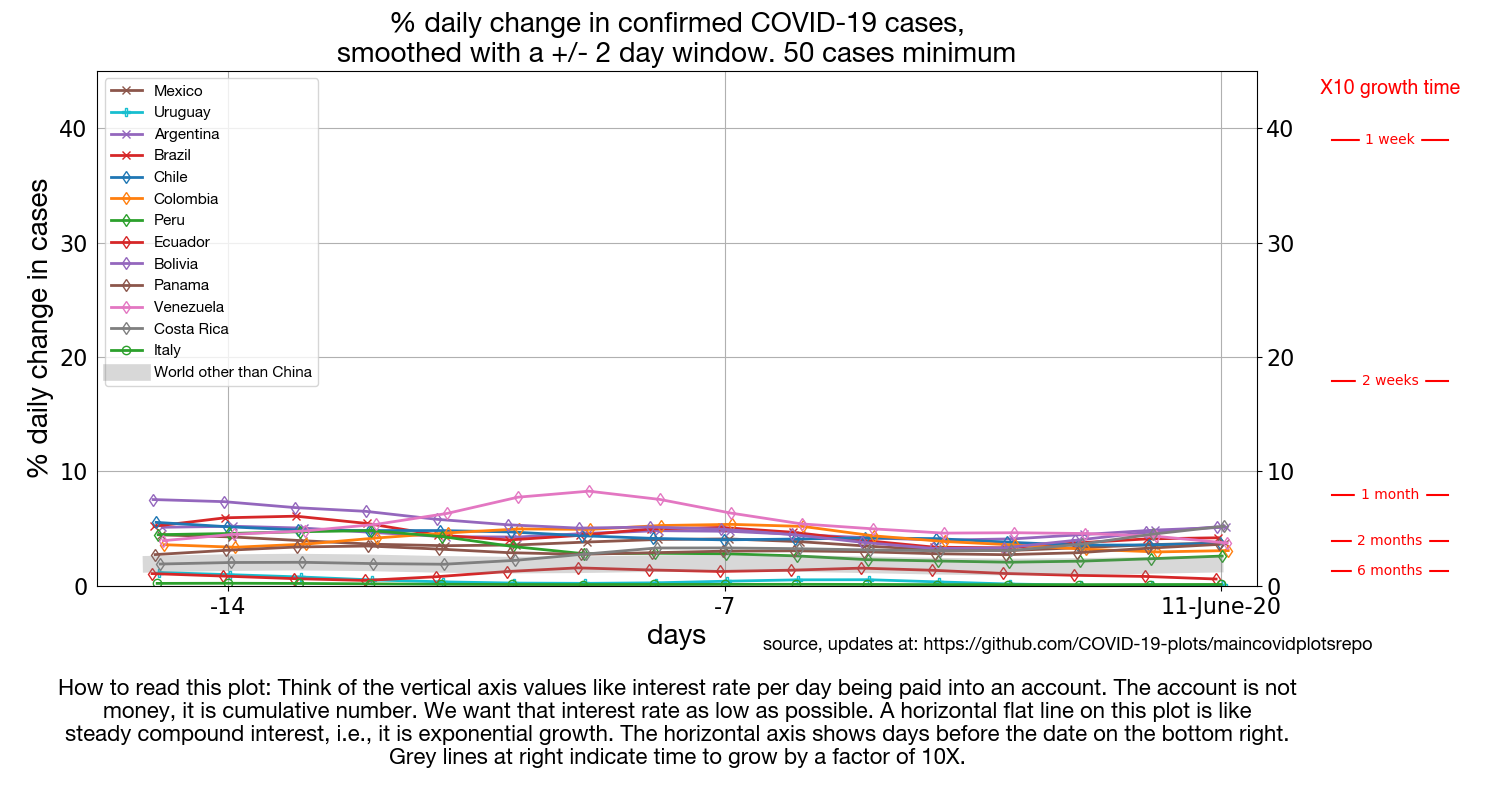 % daily change in confirmed COVID-19 cases,
smoothed with a +/- 2 day window. 50 cases minimum
X10 growth time
Mexico
Uruguay
Argentina
Brazil
Chile
Colombia
Peru
Ecuador
Bolivia
Panama
Venezuela
Costa Rica
Italy
World other than China
% daily change in cases
40
30
20
10
0
40
30
20
10
0
1 week
2 weeks
1 month
2 months
6 months
-14
-7
11-June-20
days
source, updates at: https://github.com/COVID-19-plots/maincovidplotsrepo
How to read this plot: Think of the vertical axis values like interest rate per day being paid into an account. The account is not
money, it is cumulative number. We want that interest rate as low as possible. A horizontal flat line on this plot is like
steady compound interest, i.e., it is exponential growth. The horizontal axis shows days before the date on the bottom right.
Grey lines at right indicate time to grow by a factor of 10X.